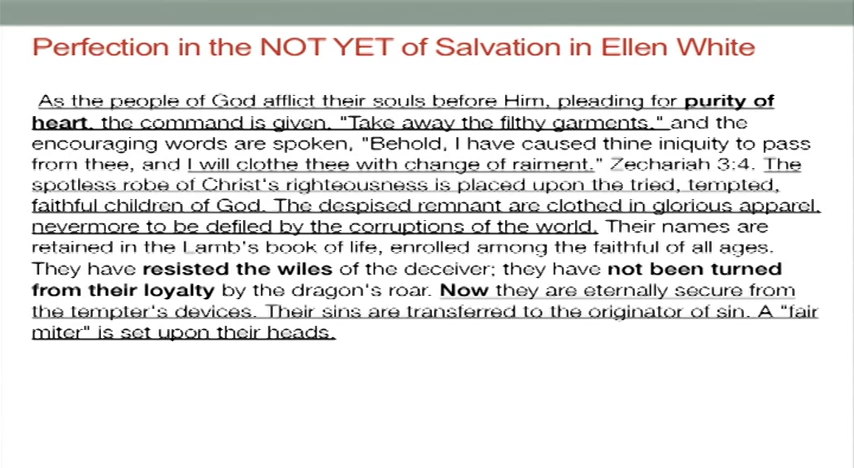 Perfection in the NOT YET of Salvation in Ellen White
As the people of God afflict their souls before Him, pleading for purity of
heart, the command is given, "Take away the filthy garments," and the
encouraging words are spoken, "Behold, I have caused thine iniquity to pass
from thee, and I will clothe thee with change of raiment." Zechariah 3:4. The
spotless robe of Christ's righteousness is placed upon the tried, tempted,
faithful children of God. The despised remnant are clothed in glorious apparel,
nevermore to be defiled by the corruptions of the world. Their names are
retained in the Lamb's book of life, enrolled among the faithful of all ages.
They have resisted the wiles of the deceiver; they have not been turned
from their loyalty by the dragon's roar. Now they are eternally secure from
the tempter's devices. Their sins are transferred to the originator of sin. A "fair
miter" is set upon their heads.